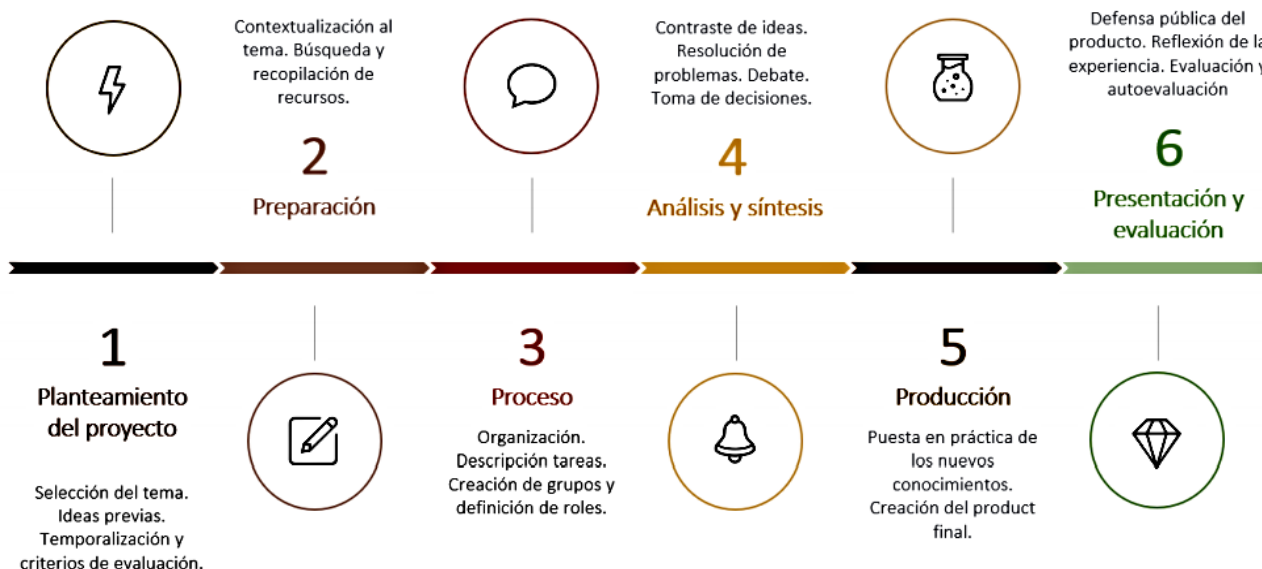 1
Planteamiento
del proyecto
Selección del tema.
Ideas previas.
Temporalización y
criterios de evaluación.
Contextualización al
tema. Búsqueda y
recopilación de
recursos.
2
Preparación
3
Proceso
Organización.
Descripción tareas.
Creación de grupos y
definición de roles.
Contraste de ideas.
Resolución de
problemas. Debate.
Toma de decisiones.
4
Análisis y síntesis
5
Producción
Puesta en práctica de
los nuevos
conocimientos.
Creación del product
final.
Defensa pública del
producto. Reflexión de la
experiencia. Evaluación y
autoevaluación
6
Presentación y
evaluación